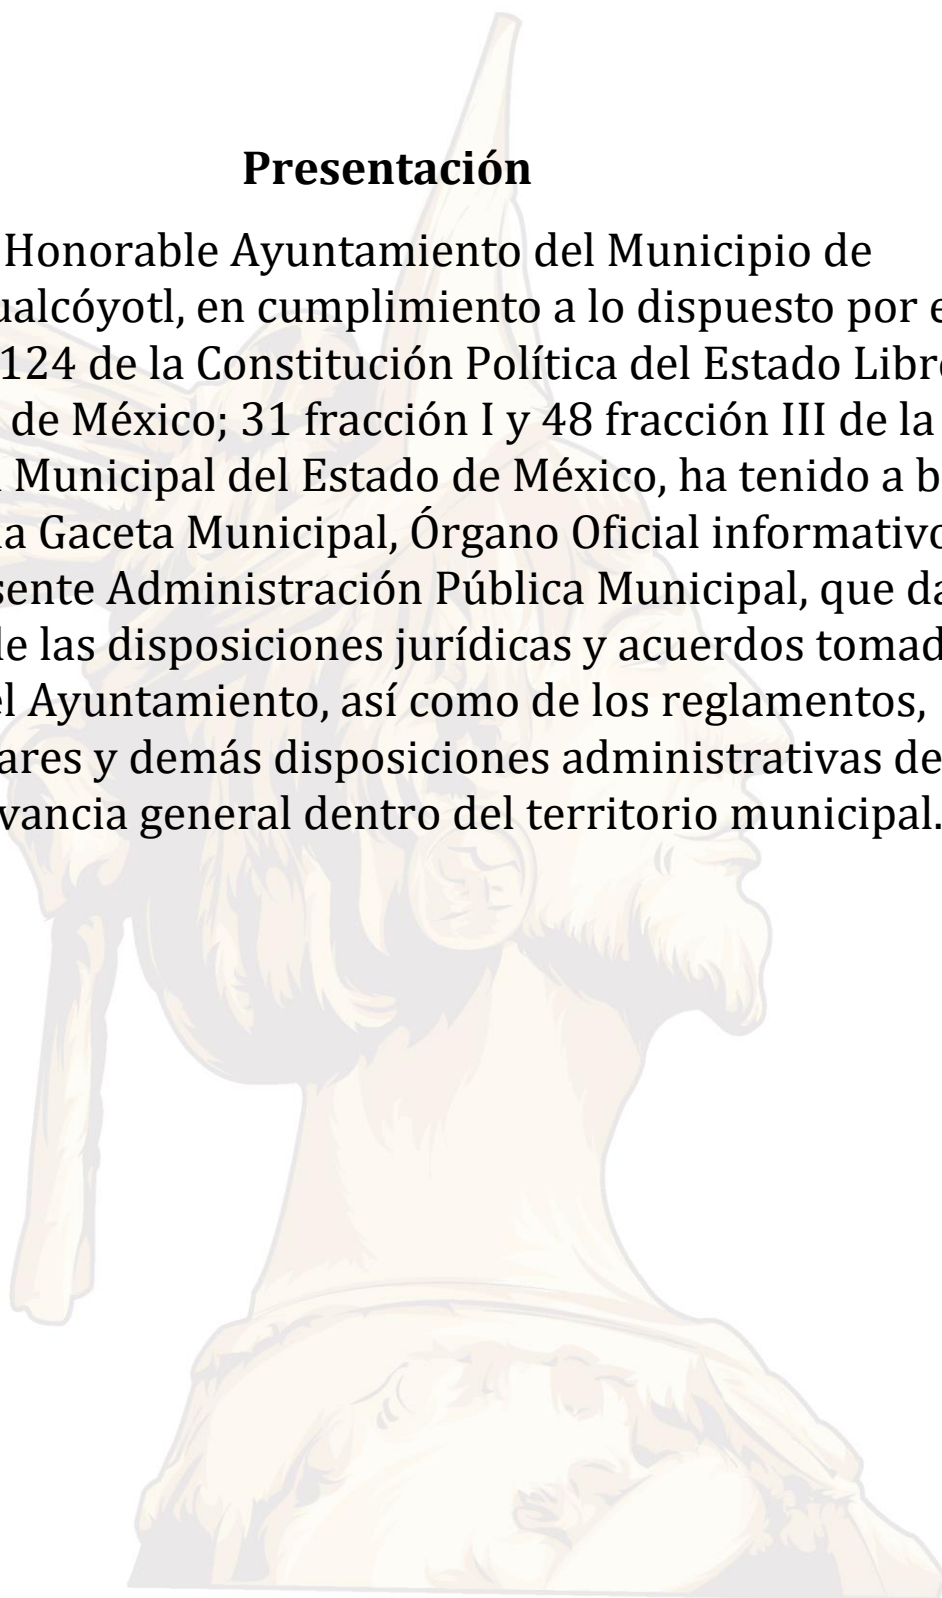 Presentación
Honorable Ayuntamiento del Municipio de
ualcóyotl, en cumplimiento a lo dispuesto por e
124 de la Constitución Política del Estado Libre
de México; 31 fracción I y 48 fracción III de la
Municipal del Estado de México, ha tenido a b
la Gaceta Municipal, Órgano Oficial informativo
sente Administración Pública Municipal, que da
de las disposiciones jurídicas y acuerdos tomad
el Ayuntamiento, así como de los reglamentos,
ares y demás disposiciones administrativas de
vancia general dentro del territorio municipal.